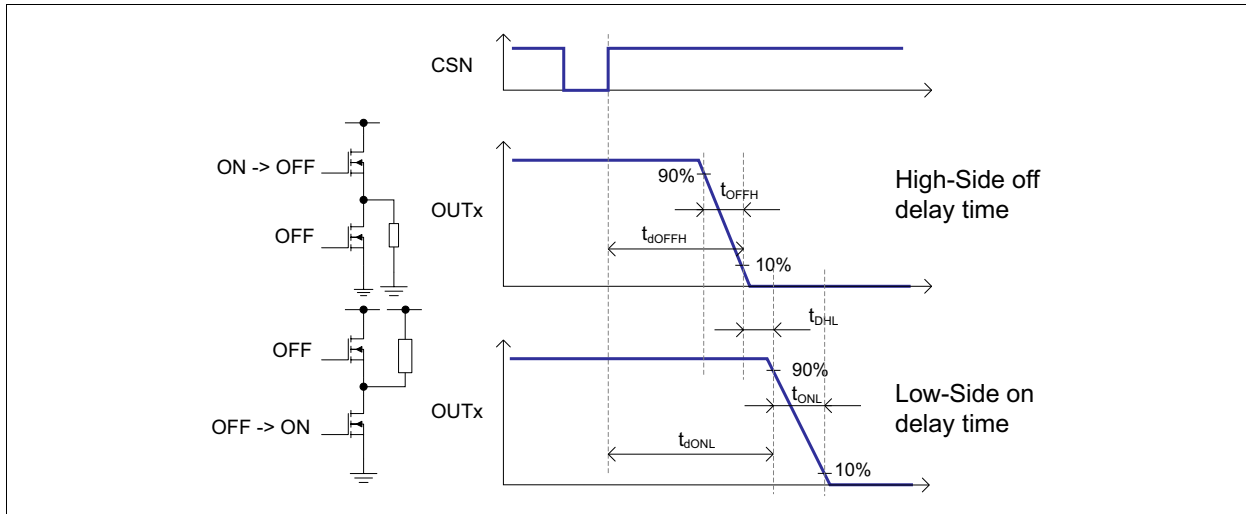 CSN
ON -> OFF
OFF
OUTx
90%
tOFFH
tdOFFH
10%
High-Side off
delay time
tDHL
OFF
OFF -> ON
OUTx
90%
tONL
tdONL
10%
Low-Side on
delay time